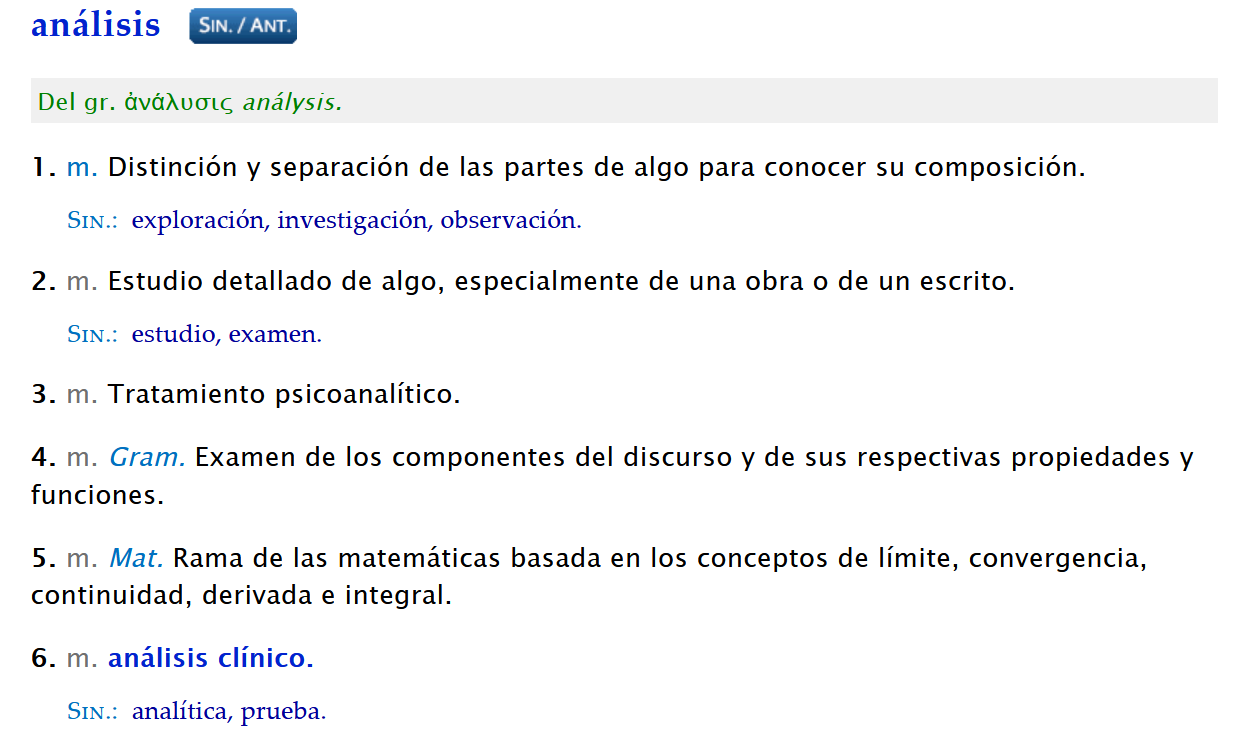 análisis SIN. / ANT.
Del gr. ἀνάλυσις análysis.
1. m. Distinción y separación de las partes de algo para conocer su composición.
SIN.: exploración, investigación, observación.
2. m. Estudio detallado de algo, especialmente de una obra o de un escrito.
SIN.: estudio, examen.
3. m. Tratamiento psicoanalítico.
4. m. Gram. Examen de los componentes del discurso y de sus respectivas propiedades y
funciones.
5. m. Mat. Rama de las matemáticas basada en los conceptos de límite, convergencia,
continuidad, derivada e integral.
6. m. análisis clínico.
SIN.: analítica, prueba.